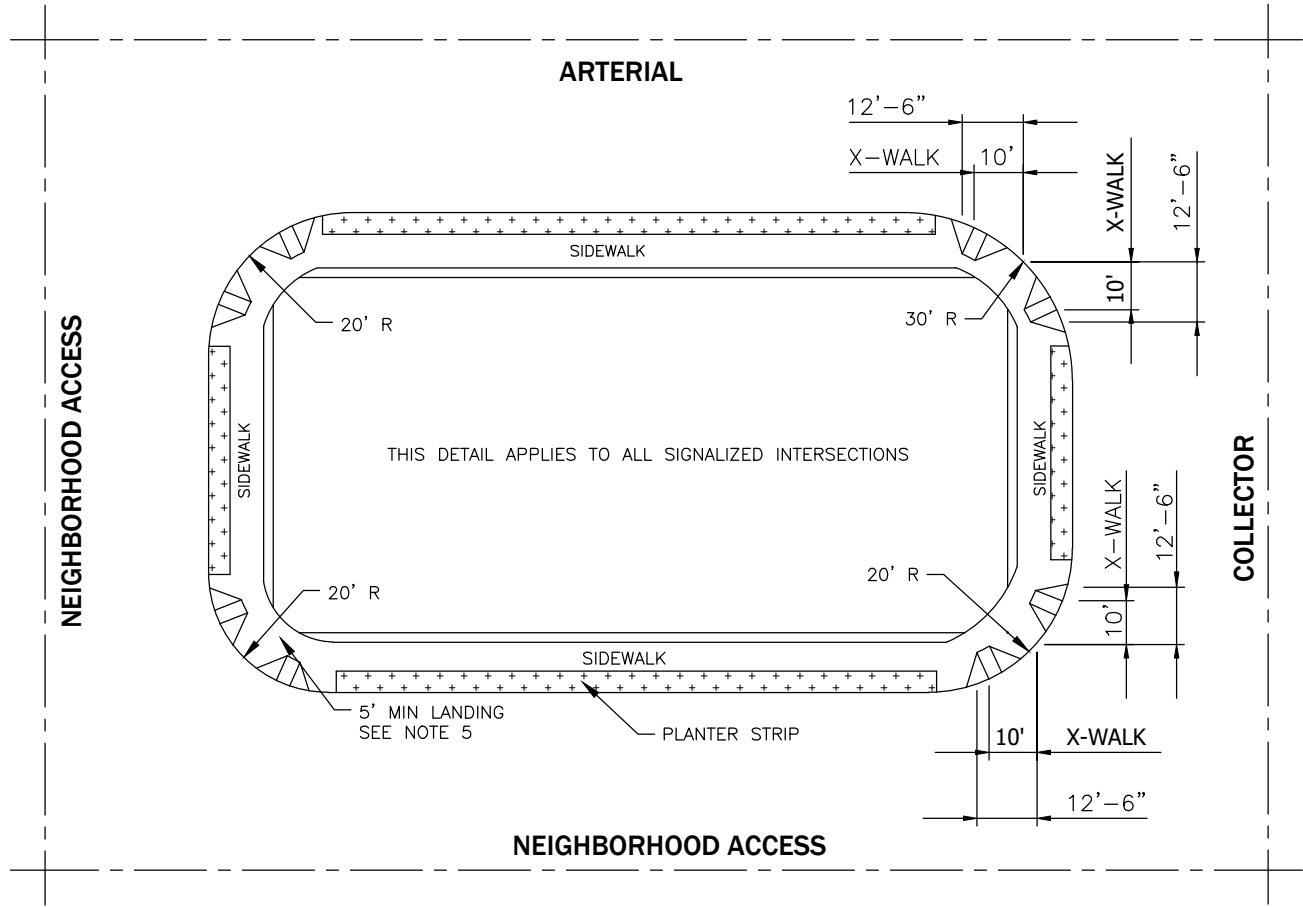 ARTERIAL
12'-6"
X-WALK 10'
X-WALK
12'-6"
10'
SIDEWALK
20' R
30' R
NEIGHBORHOOD ACCESS
SIDEWALK
THIS DETAIL APPLIES TO ALL SIGNALIZED INTERSECTIONS
SIDEWALK
COLLECTOR
X-WALK
12'-6"
10'
20' R
20' R
SIDEWALK
5' MIN LANDING
SEE NOTE 5
PLANTER STRIP
10' X-WALK
12'-6"
NEIGHBORHOOD ACCESS